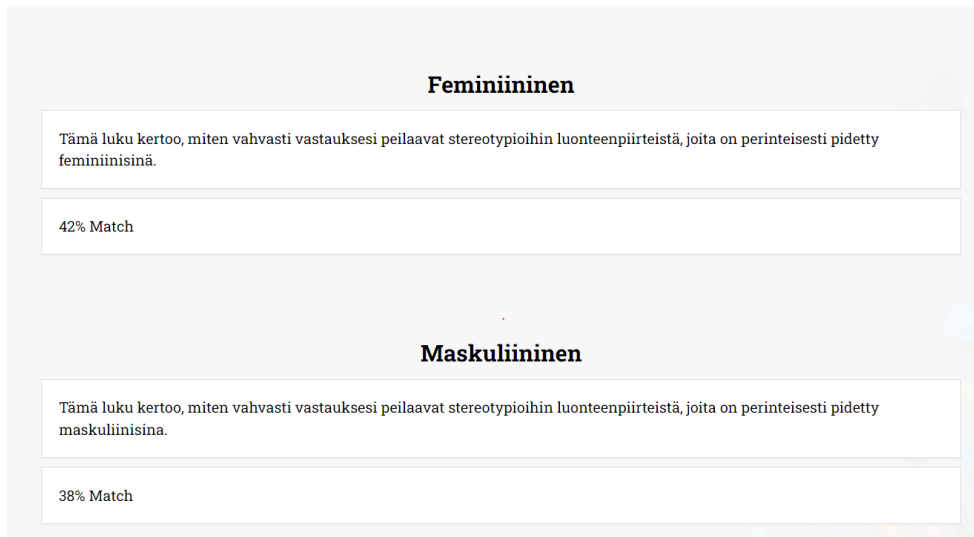 Feminiininen
Tämä luku kertoo, miten vahvasti vastauksesi peilaavat stereotypioihin luonteenpiirteistä, joita on perinteisesti pidetty
feminiinisinä.
42% Match
Maskuliininen
Tämä luku kertoo, miten vahvasti vastauksesi peilaavat stereotypioihin luonteenpiirteistä, joita on perinteisesti pidetty
maskuliinisina.
38% Match